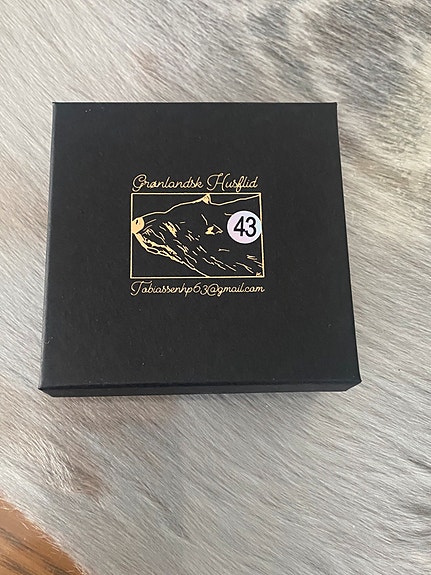 Grønlandsk Husflid
43
Tobiassenhp63@gmail.com